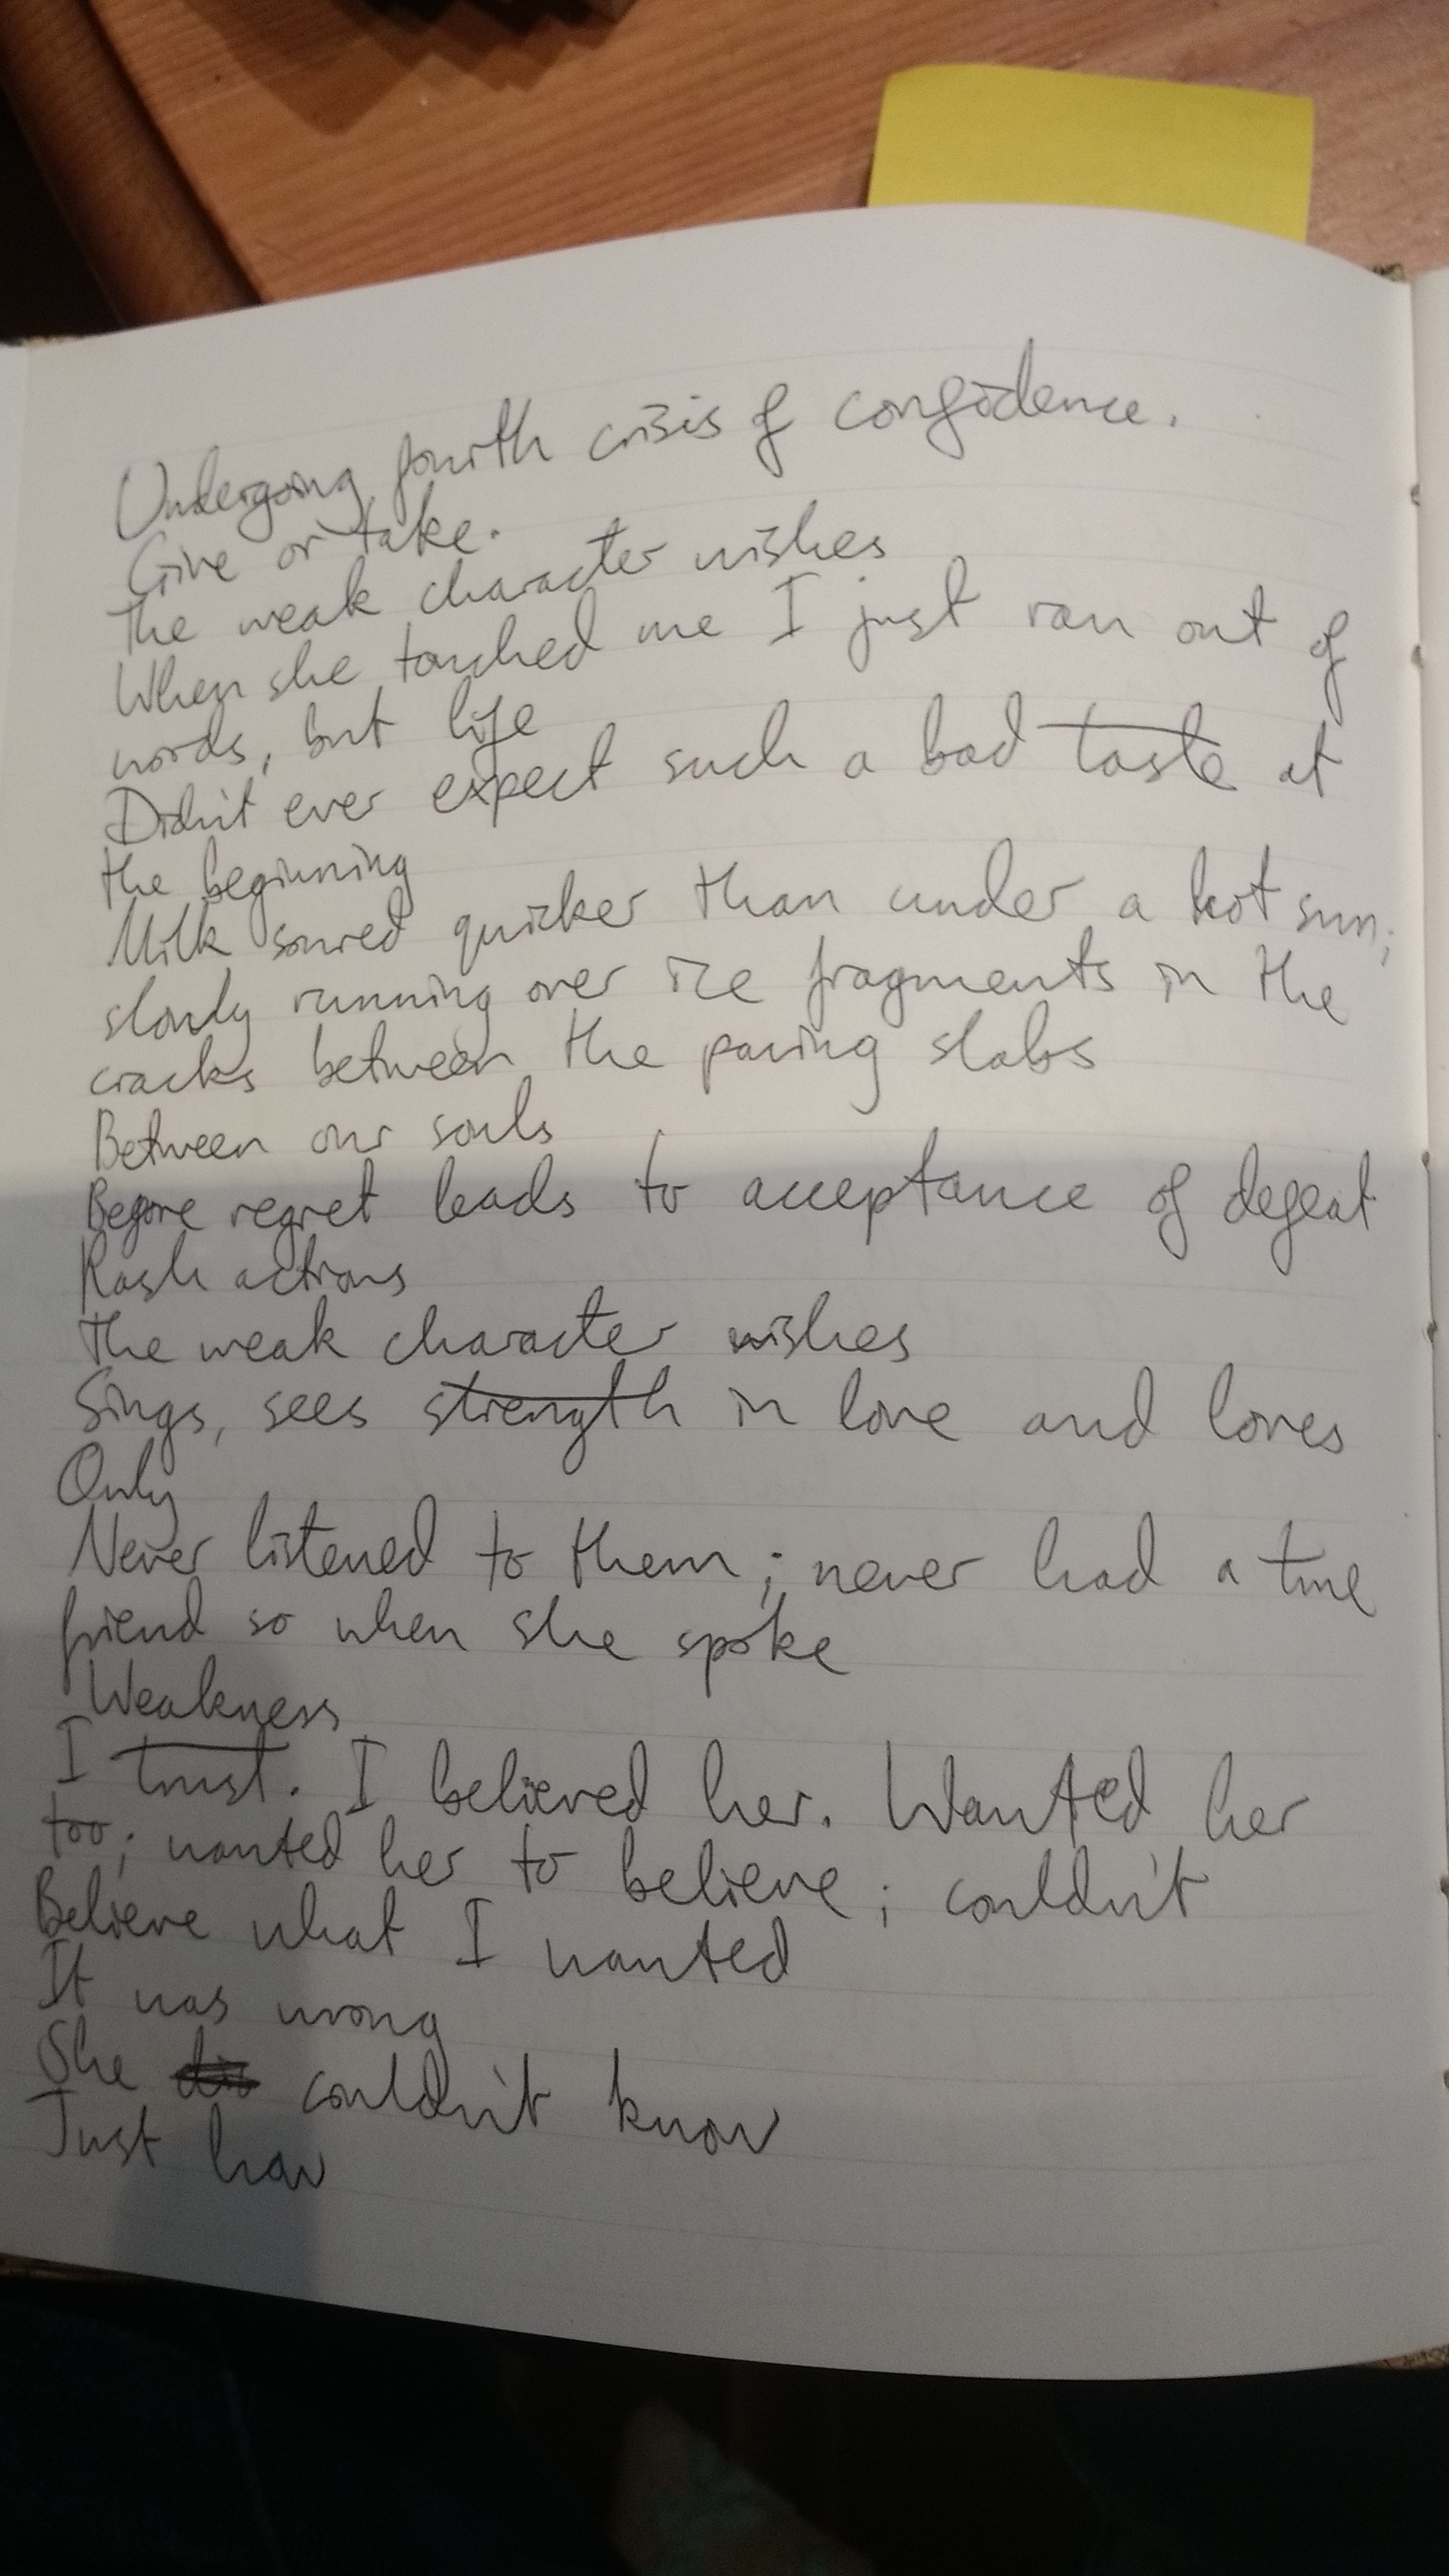 Undergoing fourth crisis of confidence.
Give or take.
The weak character wishes
When she touched me I just ran out of
words, but life
Didn't ever expect such a bad taste at
the beginning
Milk soured quicker than under a hot sun;
slowly running over ice fragments in the
cracks between the paving slabs
Between our souls
Before regret leads to acceptance of defeat
Rash actions
The weak character wishes
Sings, sees strength in love and loves
Only
Never listened to them; never had a true
friend so when she spoke
Weakness
I trust. I believed her. Wanted her
too; wanted her to believe; couldn't
Believe what I wanted
It was wrong
She couldn't know
Just how